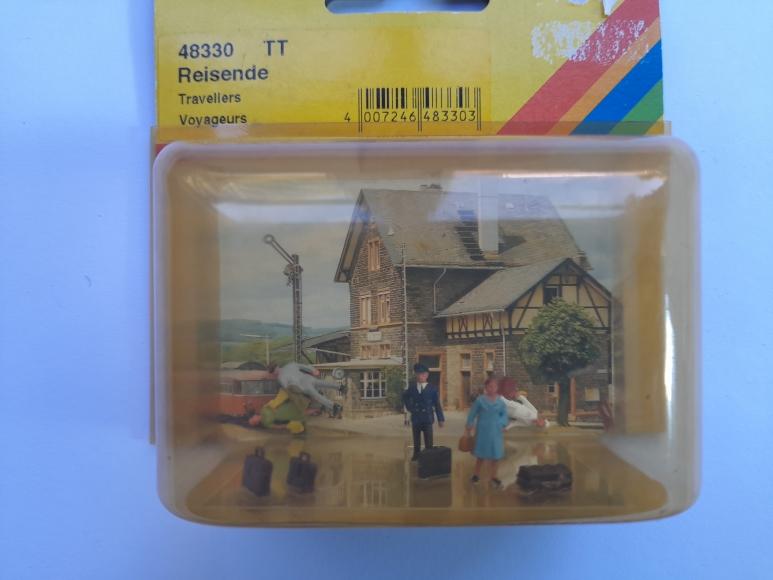 48330 TT
Reisende
Travellers
Voyageurs
4 007246 483303